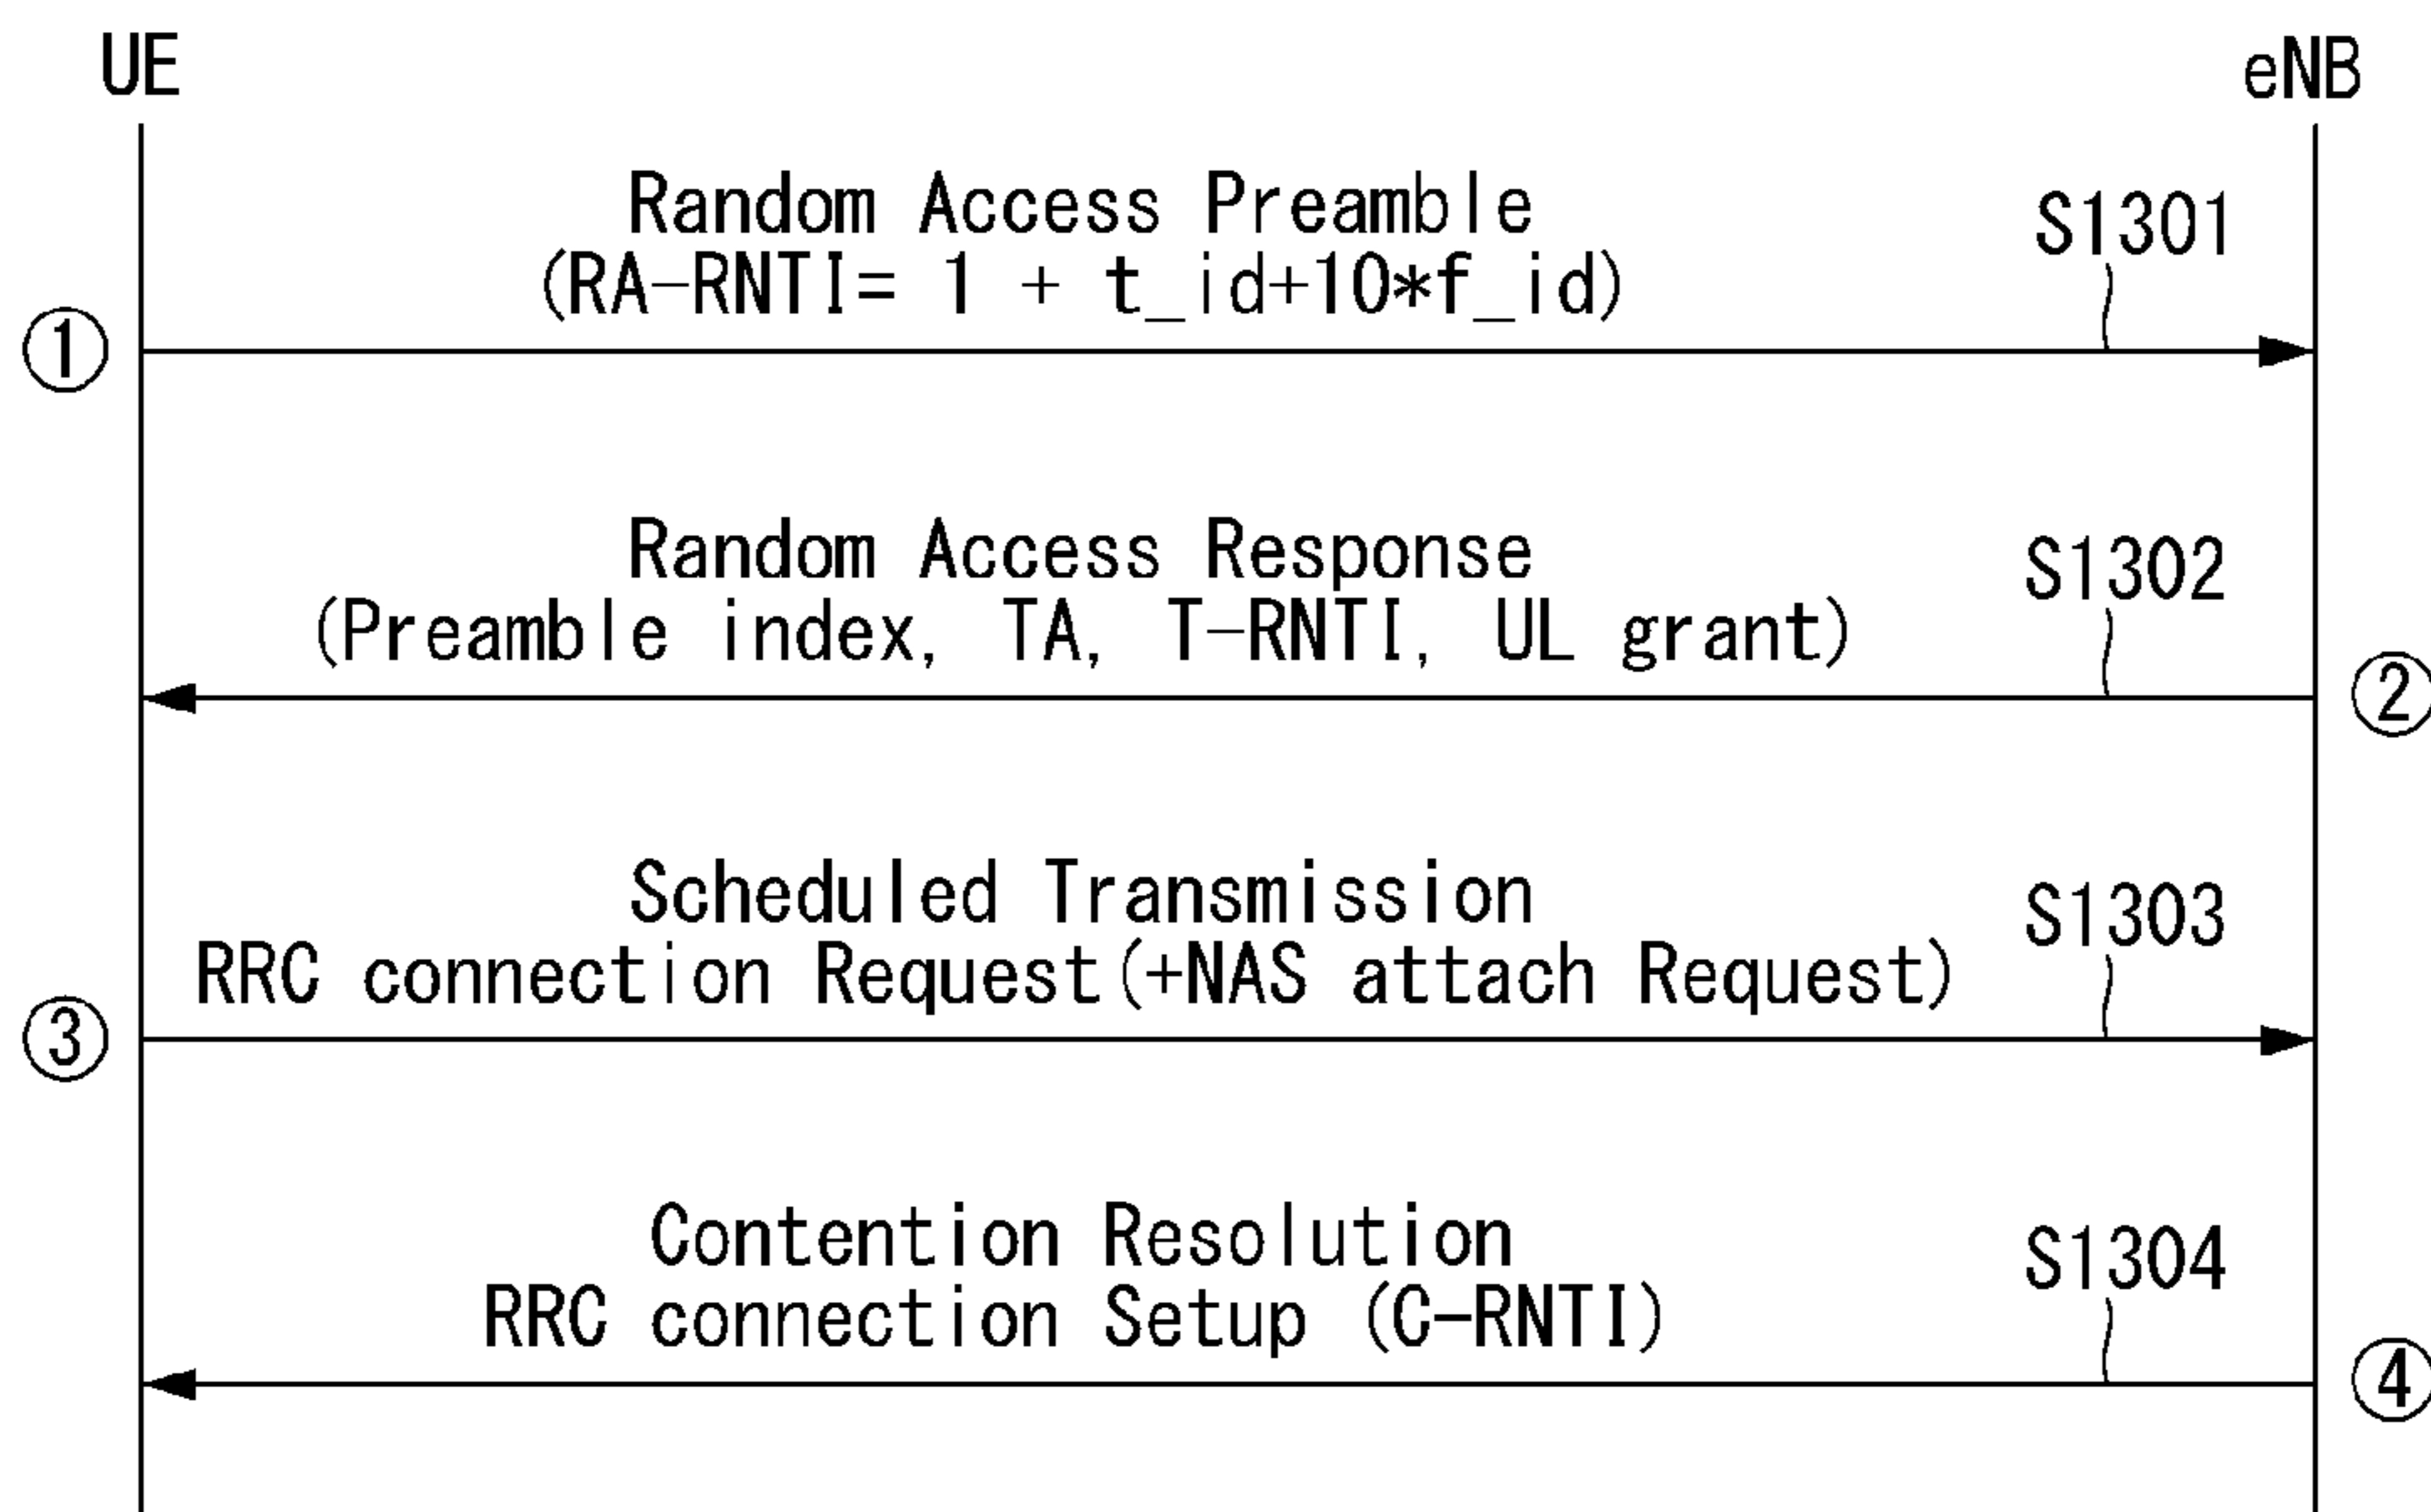 UE
eNB
Random Access Preamble
(RA-RNTI= 1 + t_id+10*f_id)
S1301
①
Random Access Response
(Preamble index, TA, T-RNTI, UL grant)
S1302
②
Scheduled Transmission
RRC connection Request(+NAS attach Request)
S1303
③
Contention Resolution
RRC connection Setup (C-RNTI)
S1304
④